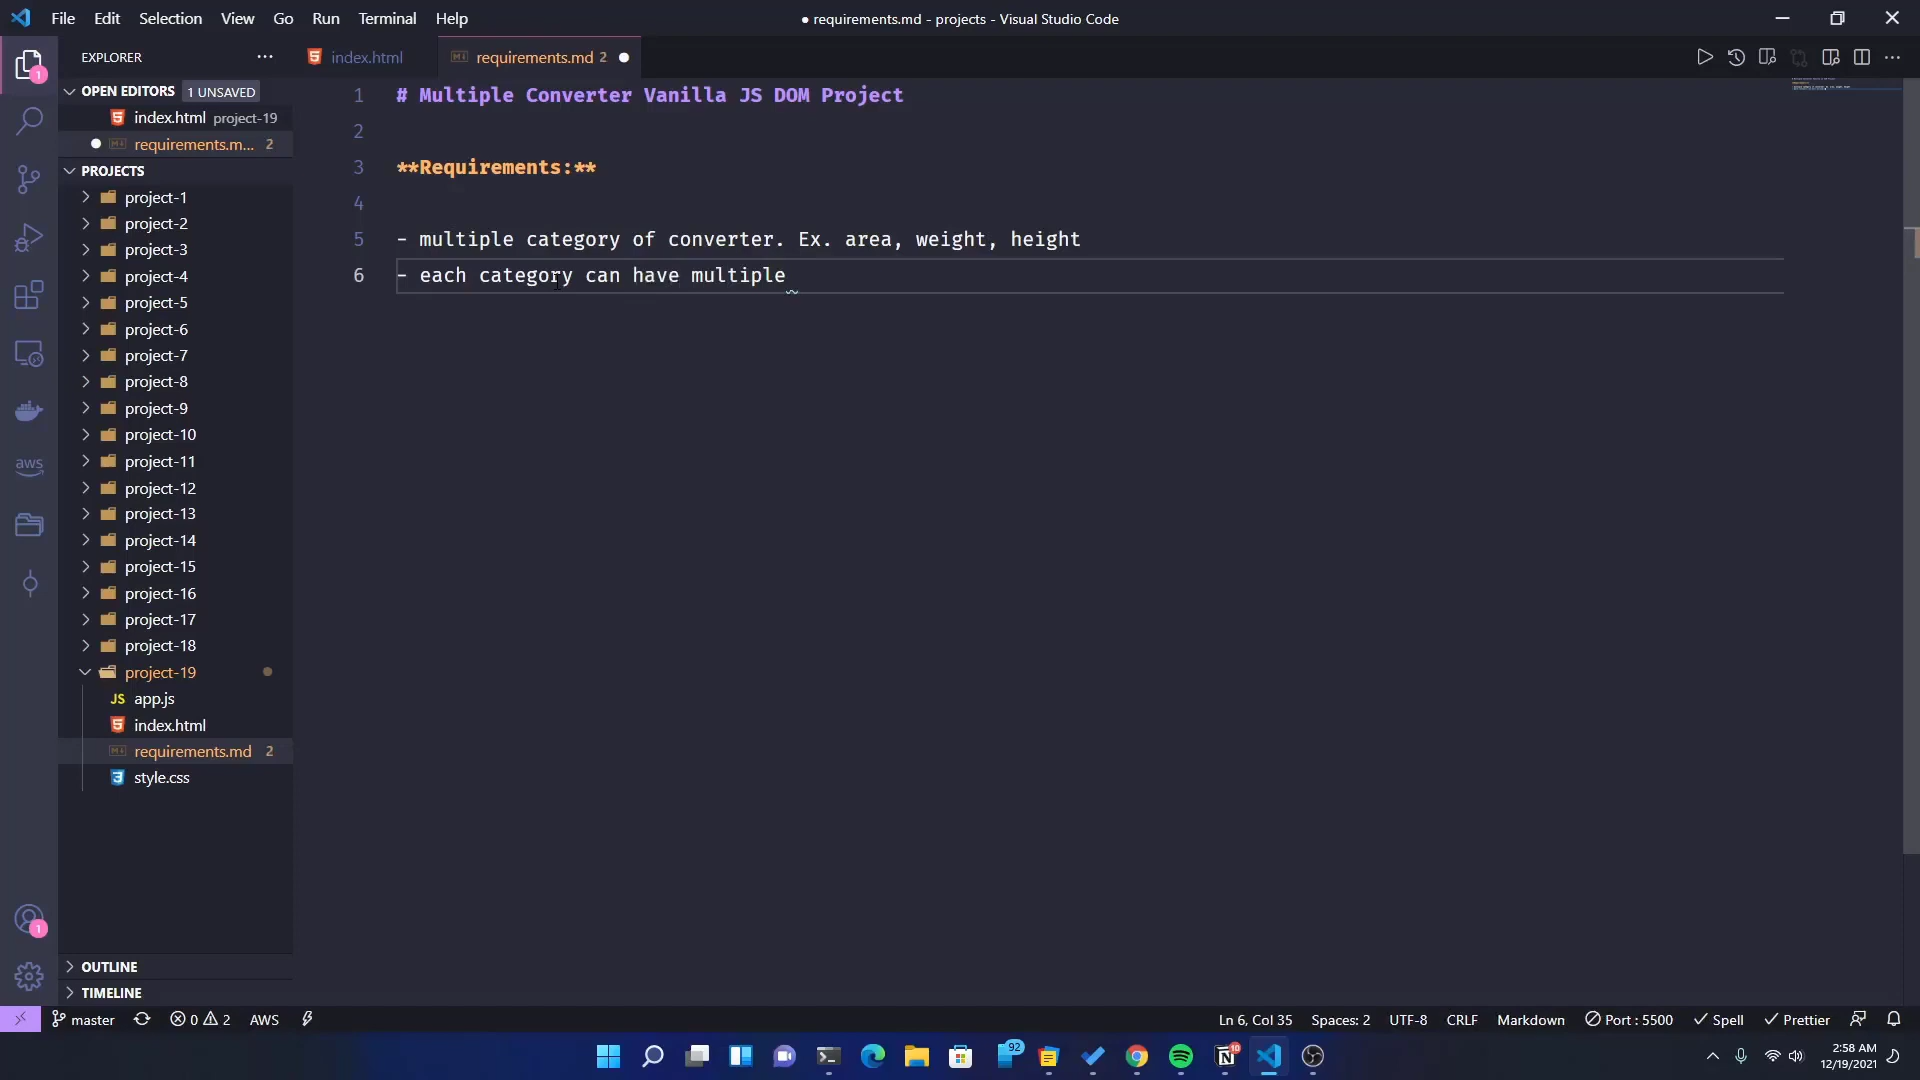 File Edit Selection View Go Run Terminal Help
● requirements.md - projects - Visual Studio Code
EXPLORER
index.html
requirements.md 2
OPEN EDITORS 1 UNSAVED
index.html project-19
requirements.m... 2
PROJECTS
project-1
project-2
project-3
project-4
project-5
project-6
project-7
project-8
project-9
project-10
project-11
project-12
project-13
project-14
project-15
project-16
project-17
project-18
project-19
JS app.js
index.html
requirements.md 2
style.css
OUTLINE
TIMELINE
1
aws
1
1 # Multiple Converter Vanilla JS DOM Project
2
3 **Requirements:**
4
5 - multiple category of converter. Ex. area, weight, height
6 - each category can have multiple
master 0 2 AWS
Ln 6, Col 35 Spaces: 2 UTF-8 CRLF Markdown Port : 5500 Spell Prettier
92
10
2:58 AM
12/19/2021